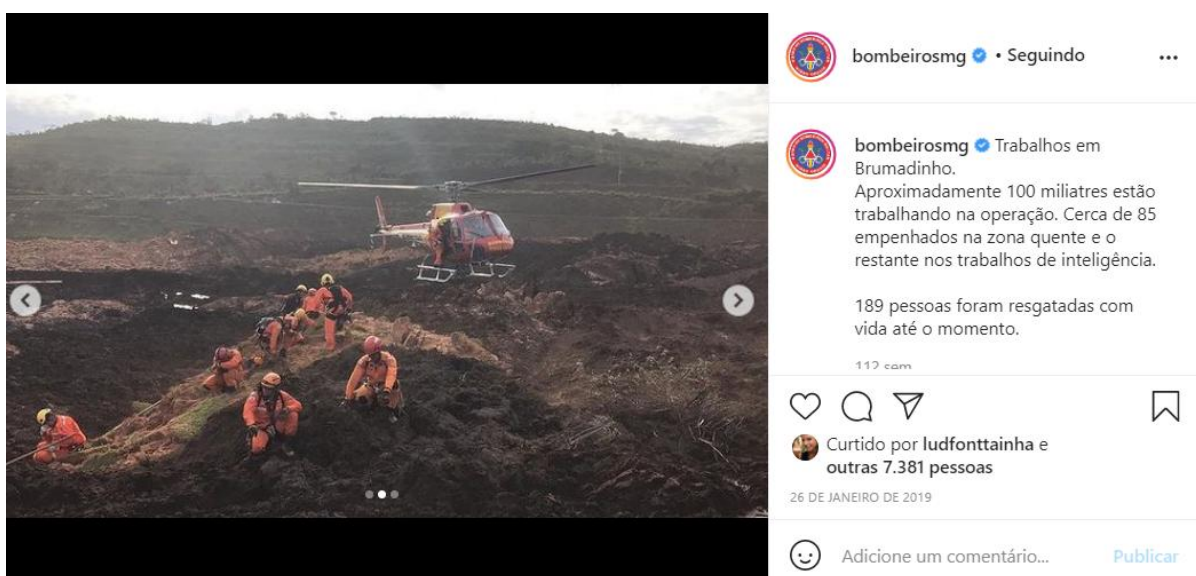 bombeirosmg • Seguindo
bombeirosmg Trabalhos em
Brumadinho.
Aproximadamente 100 miliatres estão
trabalhando na operação. Cerca de 85
empenhados na zona quente e o
restante nos trabalhos de inteligência.
189 pessoas foram resgatadas com
vida até o momento.
112 sem
Curtido por ludfonttainha e
outras 7.381 pessoas
26 DE JANEIRO DE 2019
Adicione um comentário... Publicar